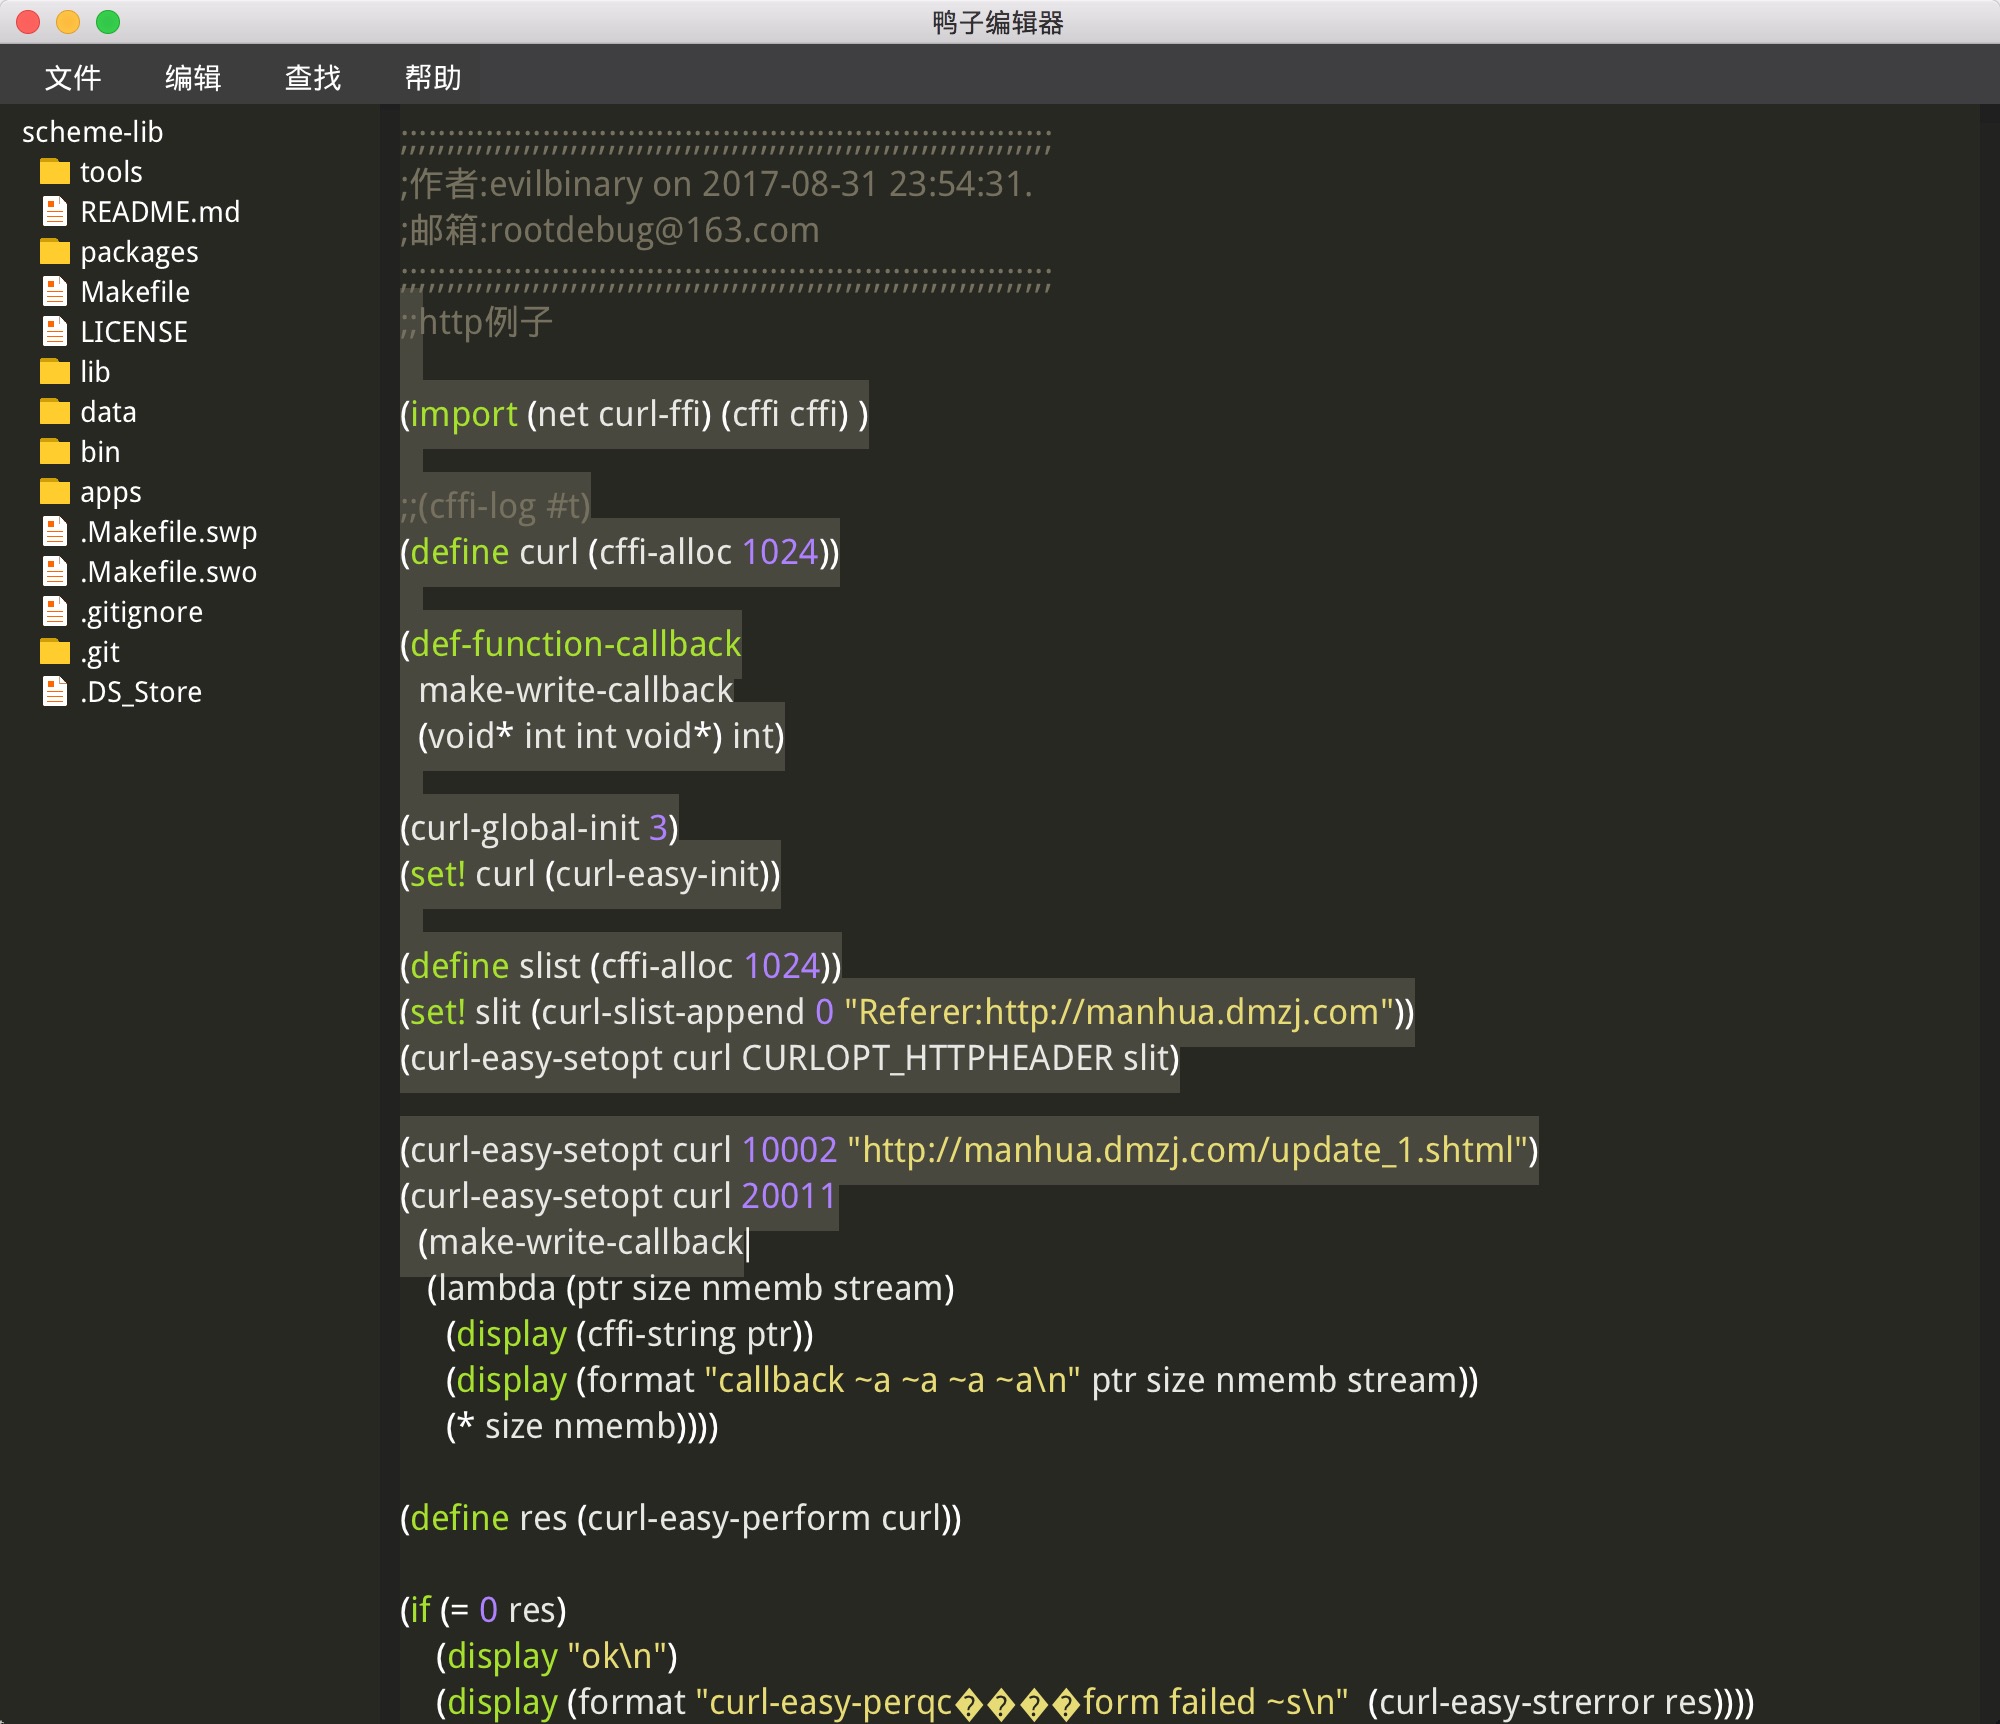 鸭子编辑器
文件 编辑 查找 帮助
scheme-lib
tools
README.md
packages
Makefile
LICENSE
lib
data
bin
apps
.Makefile.swp
.Makefile.swo
.gitignore
.git
.DS_Store
;;;;;;;;;;;;;;;;;;;;;;;;;;;;;;;;;;;;;;;;;;;;;;;;;;;;;;;;;;;;;;;;;;;;;;
;作者:evilbinary on 2017-08-31 23:54:31.
;邮箱:rootdebug@163.com
;;;;;;;;;;;;;;;;;;;;;;;;;;;;;;;;;;;;;;;;;;;;;;;;;;;;;;;;;;;;;;;;;;;;;;
;;http例子
(import (net curl-ffi) (cffi cffi) )
;;(cffi-log #t)
(define curl (cffi-alloc 1024))
(def-function-callback
make-write-callback
(void* int int void*) int)
(curl-global-init 3)
(set! curl (curl-easy-init))
(define slist (cffi-alloc 1024))
(set! slit (curl-slist-append 0 "Referer:http://manhua.dmzj.com"))
(curl-easy-setopt curl CURLOPT_HTTPHEADER slit)
(curl-easy-setopt curl 10002 "http://manhua.dmzj.com/update_1.shtml")
(curl-easy-setopt curl 20011
(make-write-callback
(lambda (ptr size nmemb stream)
(display (cffi-string ptr))
(display (format "callback ~a ~a ~a ~a\n" ptr size nmemb stream))
(* size nmemb))))
(define res (curl-easy-perform curl))
(if (= 0 res)
(display "ok\n")
(display (format "curl-easy-perqc����form failed ~s\n"  (curl-easy-strerror res))))